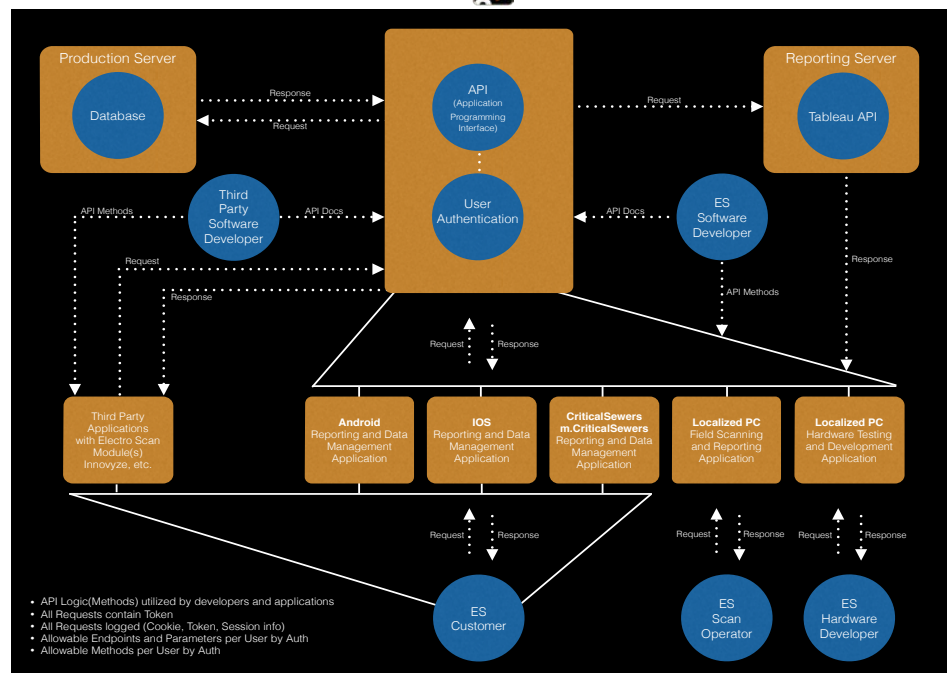 Production Server
Database
Response
Request
API
(Application
Programming
Interface)
User
Authentication
Request
Reporting Server
Tableau API
Third
Party
Software
Developer
API Methods
API Docs
API Docs
ES
Software
Developer
Request
Response
Response
API Methods
Request
Response
Third Party
Applications
with Electro Scan
Module(s)
Innovyze, etc.
Android
Reporting and Data
Management
Application
IOS
Reporting and Data
Management
Application
CriticalSewers
m.CriticalSewers
Reporting and Data
Management
Application
Localized PC
Field Scanning
and Reporting
Application
Localized PC
Hardware Testing
and Development
Application
Request
Response
Request
Response
Request
Response
ES
Customer
ES
Scan
Operator
ES
Hardware
Developer
• API Logic(Methods) utilized by developers and applications
• All Requests contain Token
• All Requests logged (Cookie, Token, Session info)
• Allowable Endpoints and Parameters per User by Auth
• Allowable Methods per User by Auth